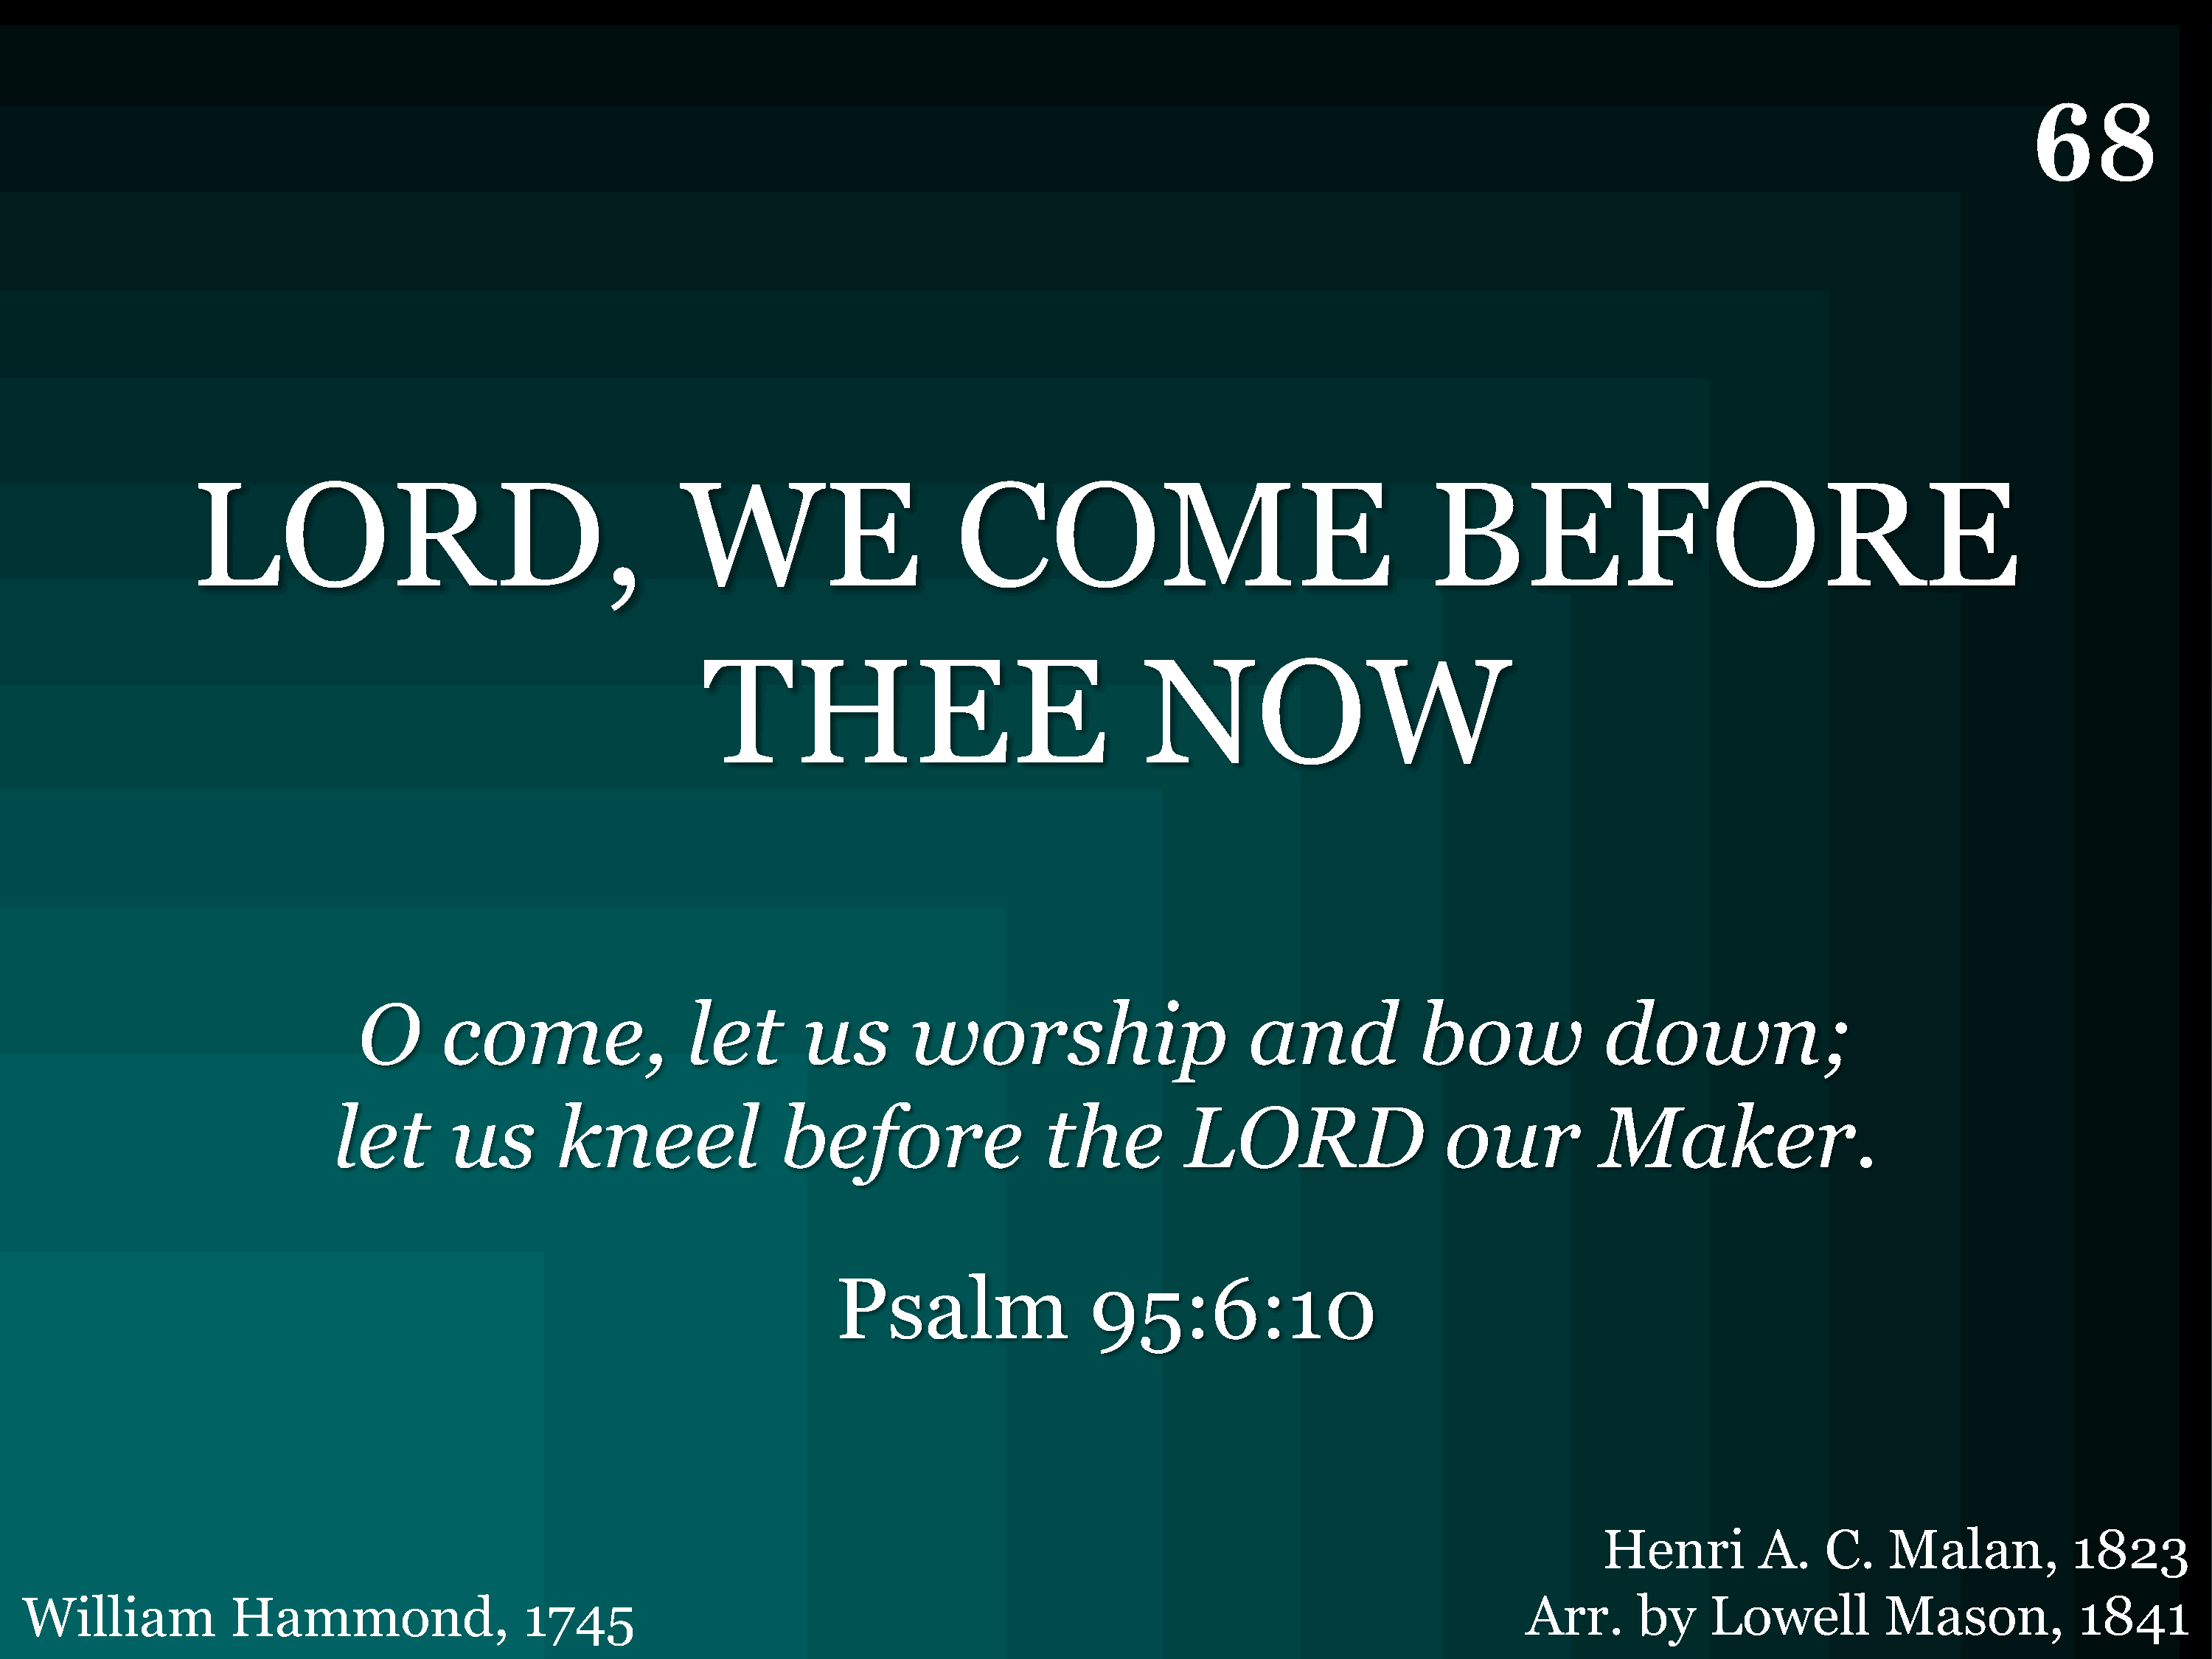 68
LORD, WE COME BEFORE
THEE NOW
O come, let us worship and bow down;
let us kneel before the LORD our Maker.
Psalm 95:6:10
Henri A. C. Malan, 1823
William Hammond, 1745
Arr. by Lowell Mason, 1841